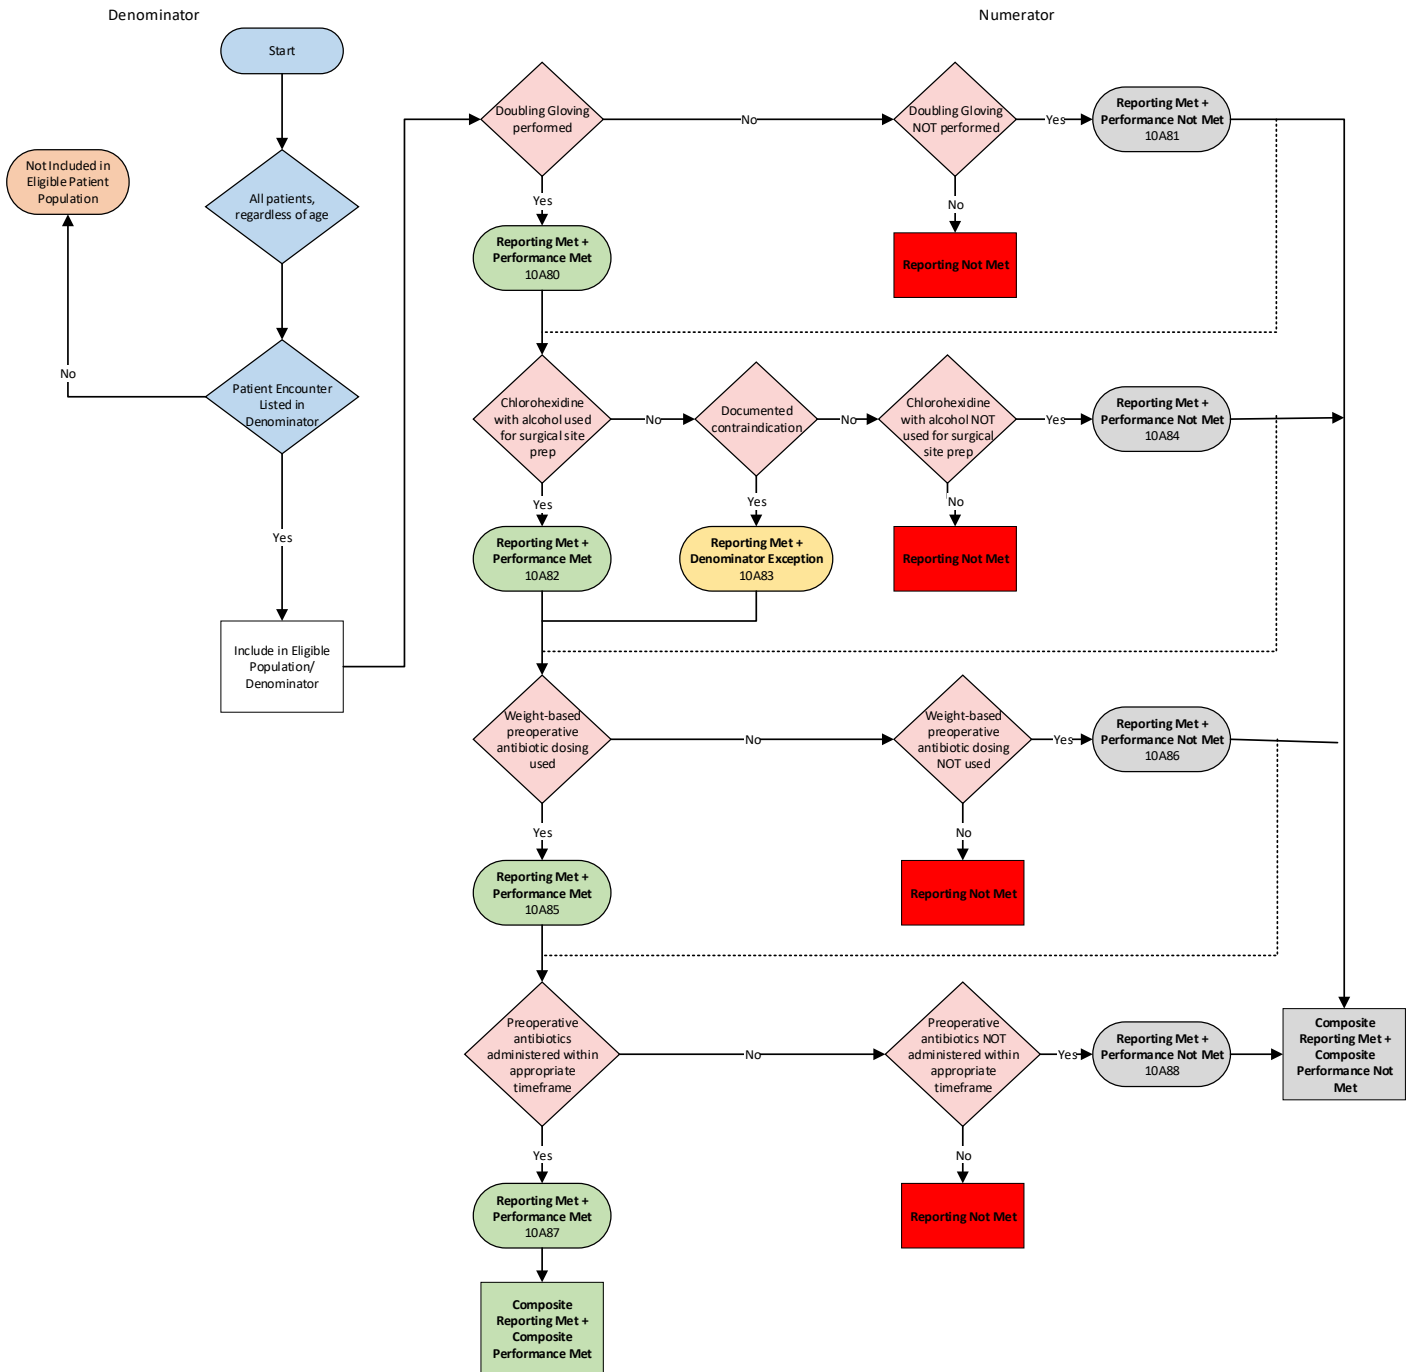 Denominator
Numerator
Start
All patients,
regardless of age
Not Included in
Eligible Patient
Population
No
Patient Encounter
Listed in
Denominator
Yes
Include in Eligible
Population/
Denominator
Doubling Gloving
performed
No
Doubling Gloving
NOT performed
Yes
Reporting Met +
Performance Not Met
10A81
Yes
No
Reporting Met +
Performance Met
10A80
Reporting Not Met
Chlorohexidine
with alcohol used
for surgical site
prep
No
Documented
contraindication
No
Chlorohexidine
with alcohol NOT
used for surgical
site prep
Yes
Reporting Met +
Performance Not Met
10A84
Yes
Yes
No
Reporting Met +
Performance Met
10A82
Reporting Met +
Denominator Exception
10A83
Reporting Not Met
Weight-based
preoperative
antibiotic dosing
used
No
Weight-based
preoperative
antibiotic dosing
NOT used
Yes
Reporting Met +
Performance Not Met
10A86
Yes
No
Reporting Met +
Performance Met
10A85
Reporting Not Met
Preoperative
antibiotics
administered within
appropriate
timeframe
No
Preoperative
antibiotics NOT
administered within
appropriate
timeframe
Yes
Reporting Met +
Performance Not Met
10A88
Composite
Reporting Met +
Composite
Performance Not
Met
Yes
No
Reporting Met +
Performance Met
10A87
Reporting Not Met
Composite
Reporting Met +
Composite
Performance Met